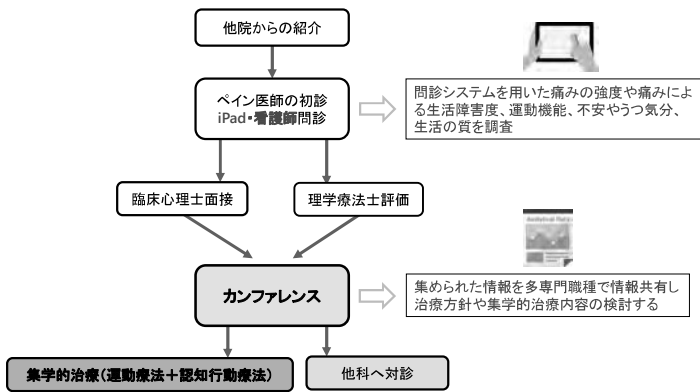 他院からの紹介
ペイン医師の初診
iPad・看護師問診
問診システムを用いた痛みの強度や痛みによ
る生活障害度、運動機能、不安やうつ気分、
生活の質を調査
臨床心理士面接
理学療法士評価
カンファレンス
集められた情報を多専門職種で情報共有し
治療方針や集学的治療内容の検討する
集学的治療（運動療法＋認知行動療法）
他科へ対診